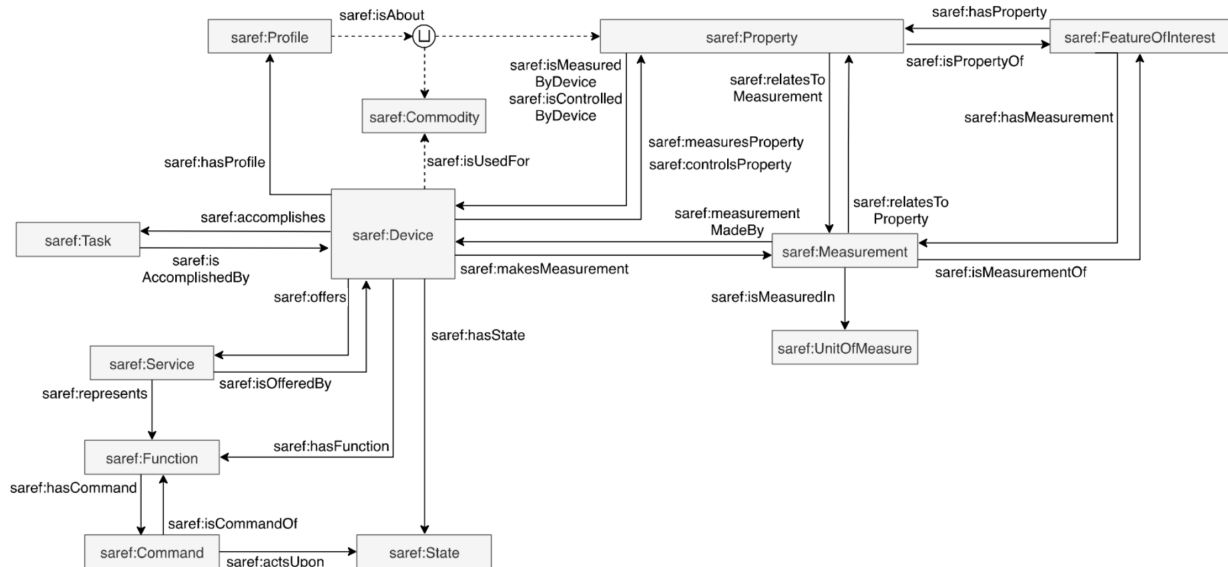 saref:isAbout
saref:hasProperty
saref:Profile
⊔
saref:Property
saref:FeatureOfInterest
saref:isPropertyOf
saref:isMeasured
ByDevice
saref:isControlled
ByDevice
saref:relatesTo
Measurement
saref:Commodity
saref:hasMeasurement
saref:measuresProperty
saref:controlsProperty
saref:hasProfile
saref:isUsedFor
saref:relatesTo
Property
saref:accomplishes
saref:measurement
MadeBy
saref:Task
saref:Device
saref:Measurement
saref:is
AccomplishedBy
saref:makesMeasurement
saref:isMeasurementOf
saref:offers
saref:isMeasuredIn
saref:hasState
saref:UnitOfMeasure
saref:Service
saref:isOfferedBy
saref:represents
saref:hasFunction
saref:Function
saref:hasCommand
saref:isCommandOf
saref:Command
saref:State
saref:actsUpon